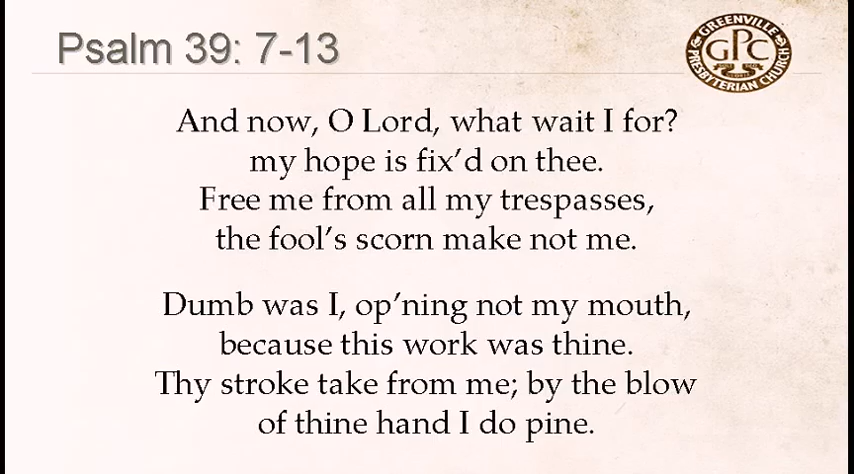 Psalm 39: 7-13
GREENVILLE
GPC
PRESBYTERIAN CHURCH
And now, O Lord, what wait I for?
my hope is fix’d on thee.
Free me from all my trespasses,
the fool’s scorn make not me.
Dumb was I, op’ning not my mouth,
because this work was thine.
Thy stroke take from me; by the blow
of thine hand I do pine.